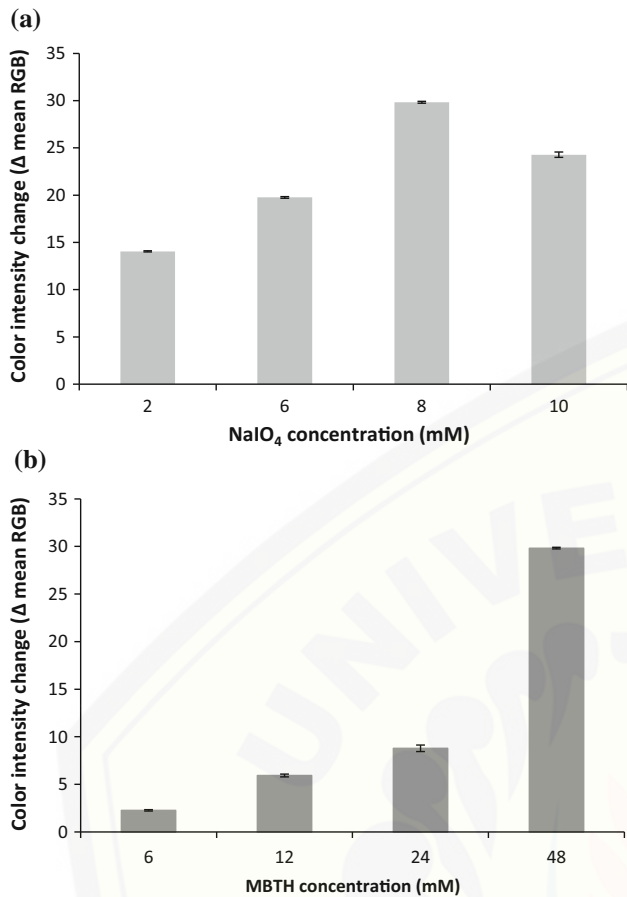 (a)
Color intensity change (Δ mean RGB)
35
30
25
20
15
10
5
0
2 6 8 10
NaIO₄ concentration (mM)
(b)
Color intensity change (Δ mean RGB)
35
30
25
20
15
10
5
0
6 12 24 48
MBTH concentration (mM)
UNIVE